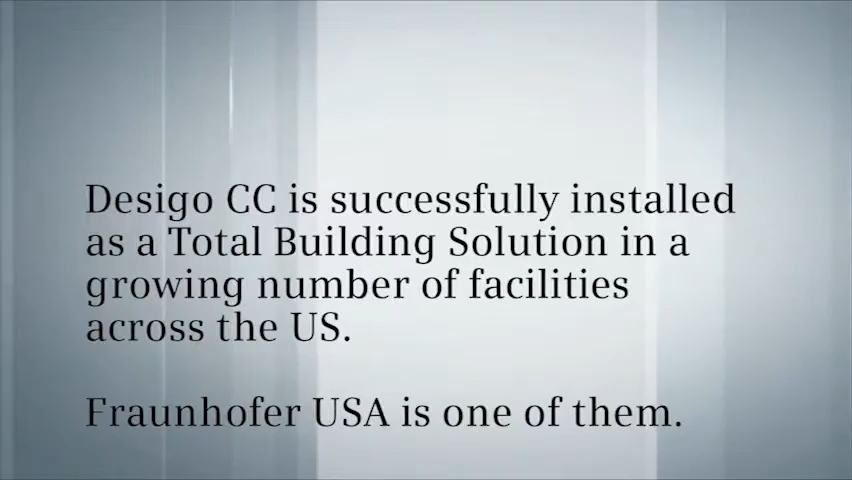 Desigo CC is successfully installed
as a Total Building Solution in a
growing number of facilities
across the US.
Fraunhofer USA is one of them.